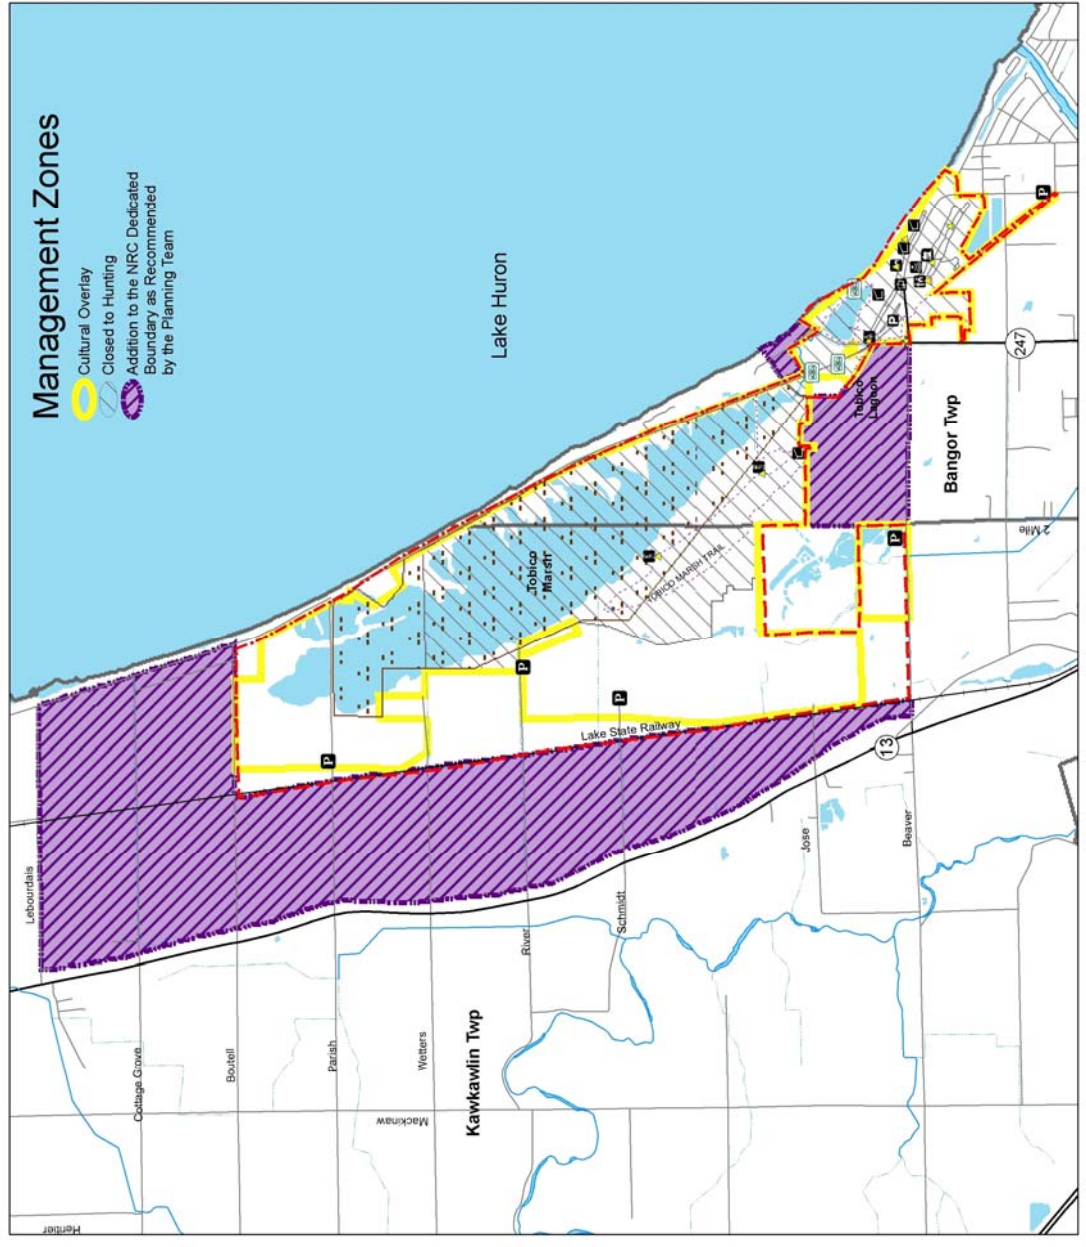 Management Zones
Cultural Overlay
Closed to Hunting
Addition to the NRC Dedicated
Boundary as Recommended
by the Planning Team
Lake Huron
Tobico
Marsh
TOBICO MARSH TRAIL
Tobico
Lagoon
Bangor Twp
247
2 Mile
P
P
P
P
P
P
Lake State Railway
13
Lebourdais
Cottage Grove
Boutell
Parish
Wetters
River
Schmidt
Jose
Beaver
Kawkawlin Twp
Mackinaw
Henlier